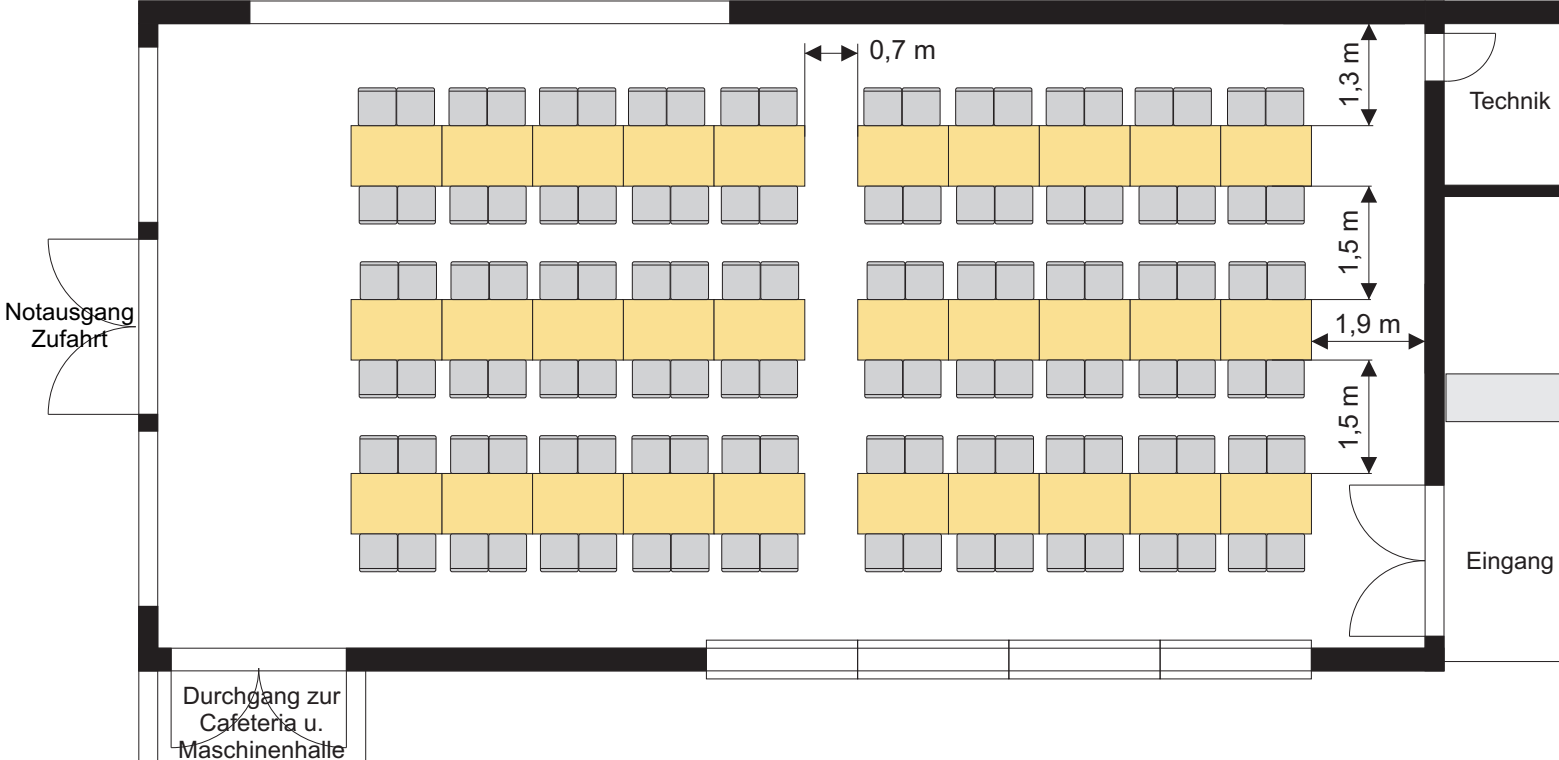 0,7 m
1,3 m
Technik
1,5 m
Notausgang
Zufahrt
1,9 m
1,5 m
Eingang
Durchgang zur
Cafeteria u.
Maschinenhalle